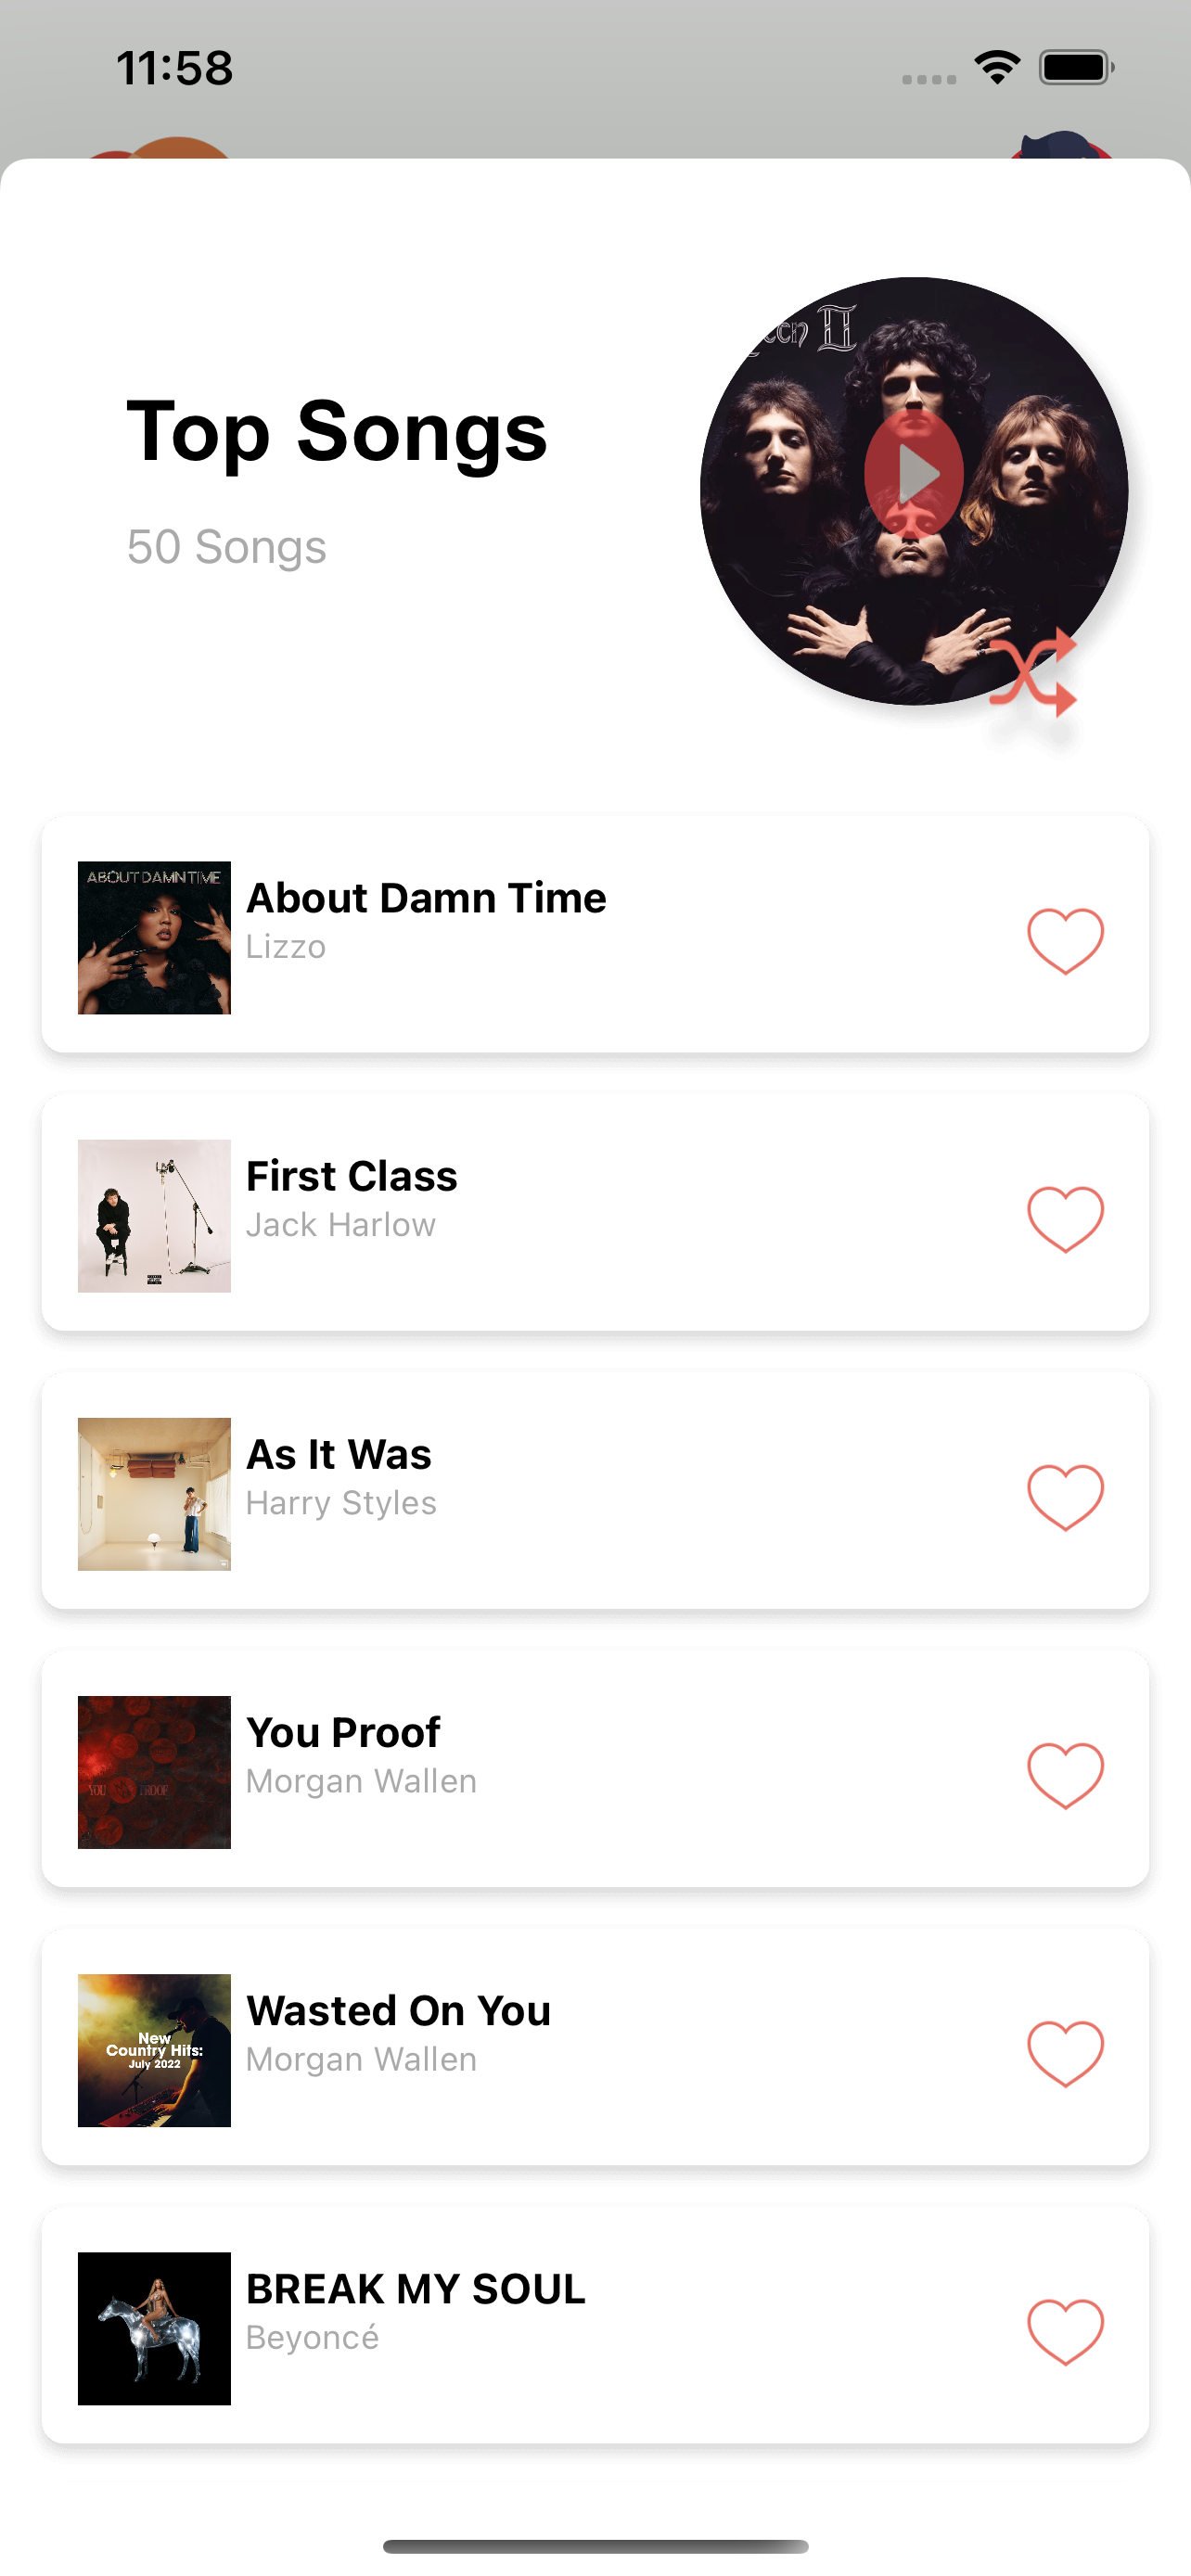 11:58
een II
Top Songs
50 Songs
ABOUT DAMN TIME
About Damn Time
Lizzo
First Class
Jack Harlow
As It Was
Harry Styles
YOU PROOF
You Proof
Morgan Wallen
New
Country Hits:
July 2022
Wasted On You
Morgan Wallen
BREAK MY SOUL
Beyoncé